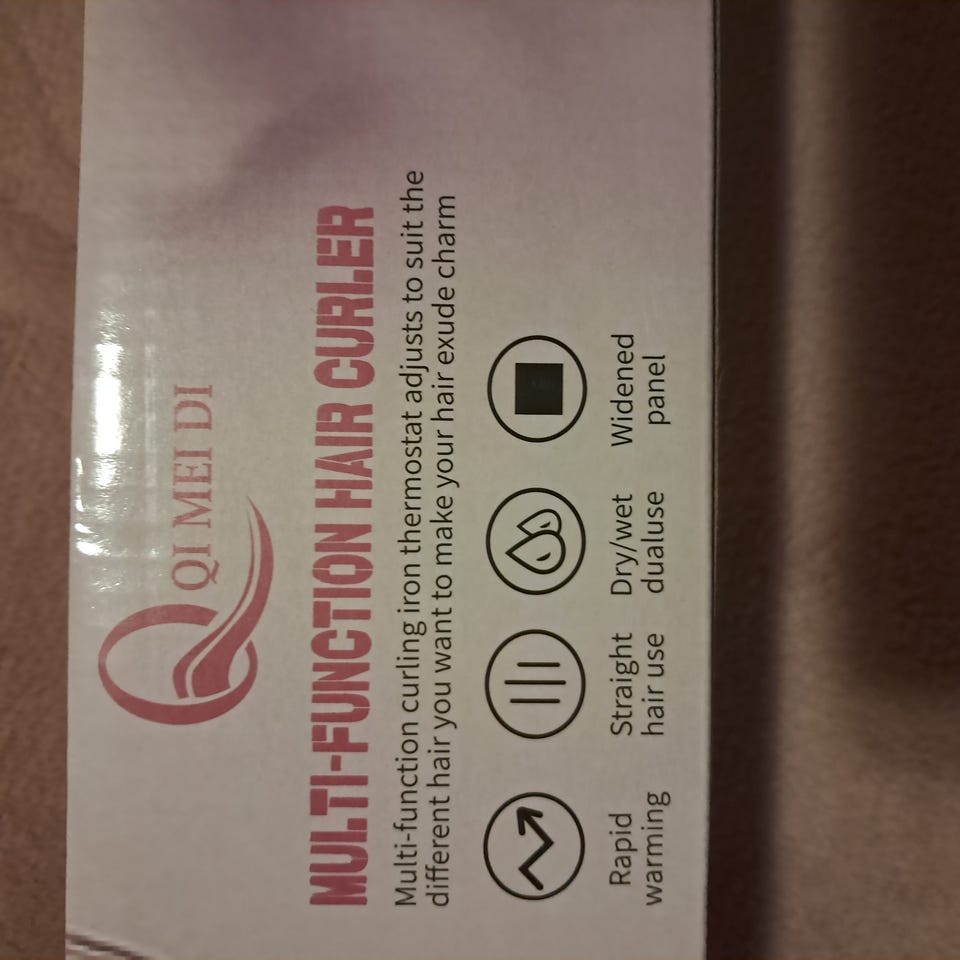 QI MEI DI
MULTI-FUNCTION HAIR CURLER
Multi-function curling iron thermostat adjusts to suit the
different hair you want to make your hair exude charm
Rapid
warming
Straight
hair use
Dry/wet
dualuse
Widened
panel